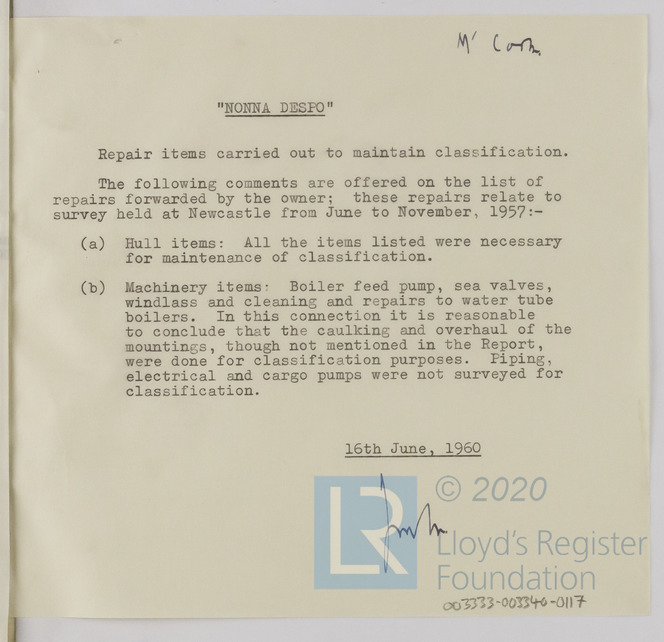 Mr Cook
"NONNA DESPO"
Repair items carried out to maintain classification.
The following comments are offered on the list of
repairs forwarded by the owner; these repairs relate to
survey held at Newcastle from June to November, 1957:-
(a) Hull items: All the items listed were necessary
for maintenance of classification.
(b) Machinery items: Boiler feed pump, sea valves,
windlass and cleaning and repairs to water tube
boilers. In this connection it is reasonable
to conclude that the caulking and overhaul of the
mountings, though not mentioned in the Report,
were done for classification purposes. Piping,
electrical and cargo pumps were not surveyed for
classification.
16th June, 1960
LR
© 2020
Lloyd's Register
Foundation
003333-003340-0117